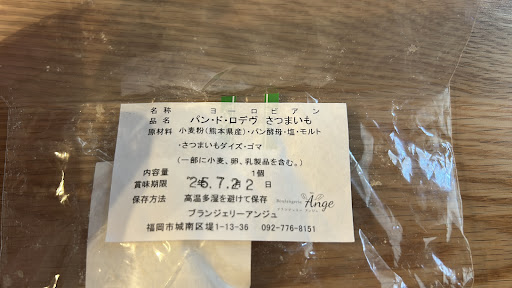 名称 ヨーロピアン
品名 パン・ド・ロデヴ さつまいも
原材料 小麦粉(熊本県産)・パン酵母・塩・モルト
・さつまいもダイズ・ゴマ
(一部に小麦、卵、乳製品を含む。)
内容量 1個
賞味期限 25.7.22 日
保存方法 高温多湿を避けて保存
Boulangerie Ange
ブランジェリーアンジュ
福岡市城南区堤1-13-36 092-776-8151